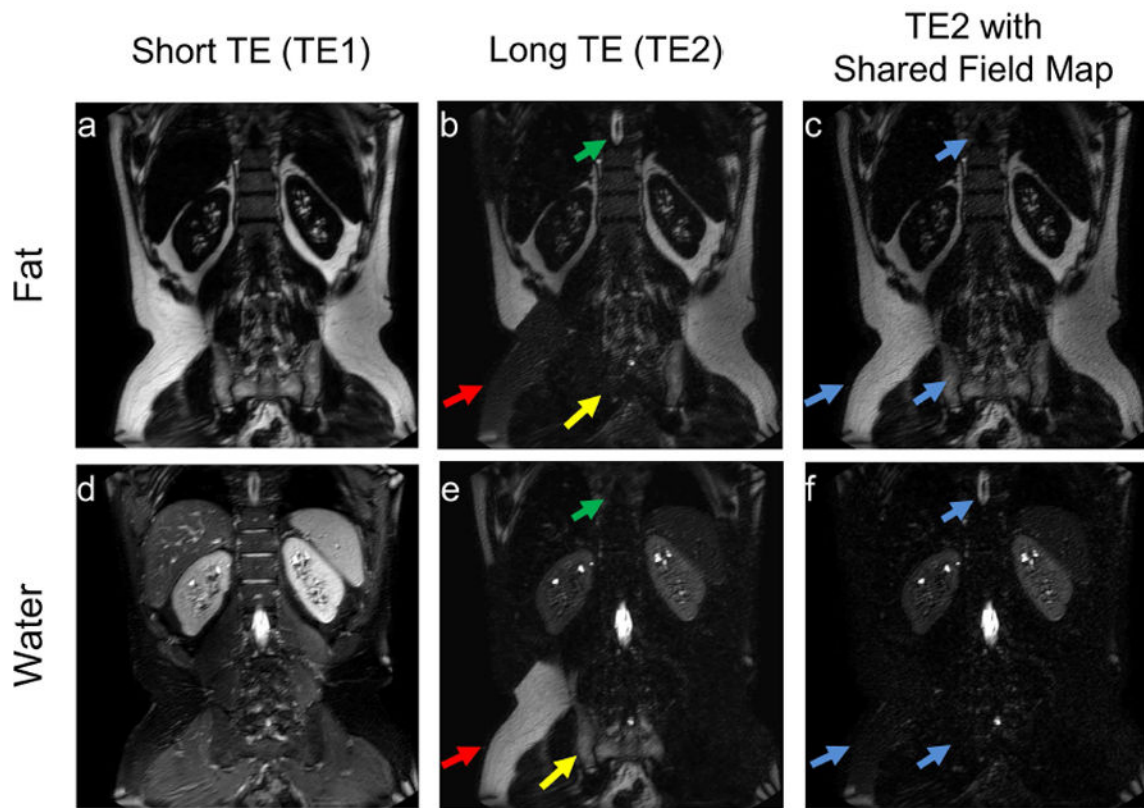 Short TE (TE1)
Long TE (TE2)
TE2 with
Shared Field Map
Fat
a
b
c
Water
d
e
f